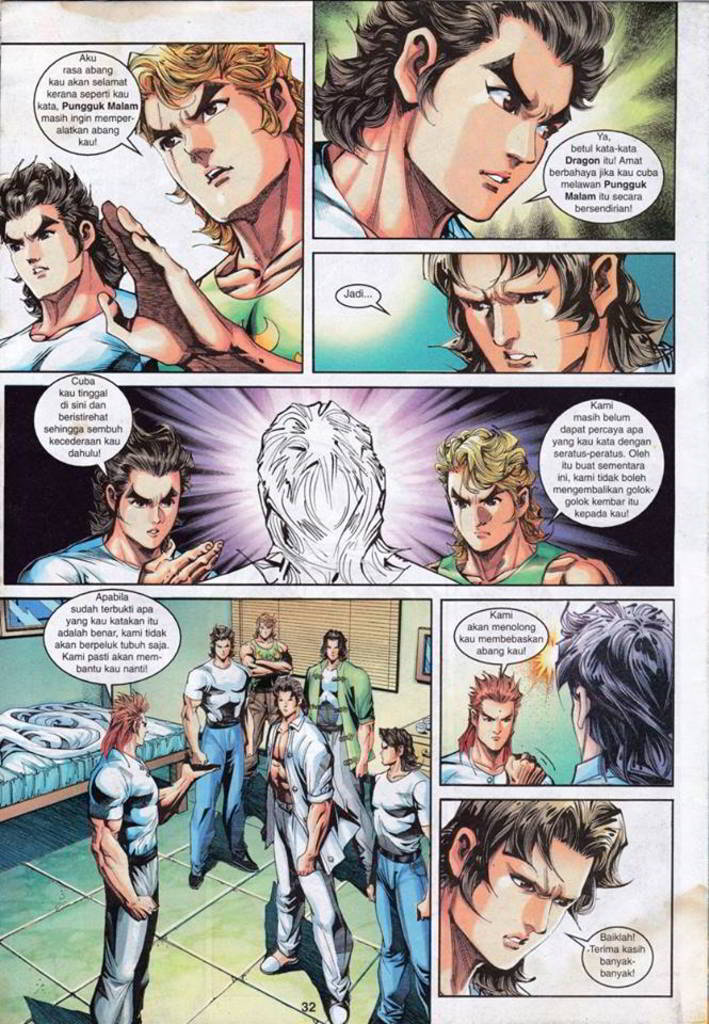 Aku
rasa abang
kau akan selamat
kerana seperti kau
kata, Pungguk Malam
masih ingin memper-
alatkan abang
kau!
Ya,
betul kata-kata
Dragon itu! Amat
berbahaya jika kau cuba
melawan Pungguk
Malam itu secara
bersendirian!
Jadi...
Cuba
kau tinggal
di sini dan
beristirehat
sehingga sembuh
kecederaan kau
dahulu!
Kami
masih belum
dapat percaya apa
yang kau kata dengan
seratus-peratus. Oleh
itu buat sementara
ini, kami tidak boleh
mengembalikan golok-
golok kembar itu
kepada kau!
Apabila
sudah terbukti apa
yang kau katakan itu
adalah benar, kami tidak
akan berpeluk tubuh saja.
Kami pasti akan mem-
bantu kau nanti!
Kami
akan menolong
kau membebaskan
abang kau!
Baiklah!
Terima kasih
banyak-
banyak!
32